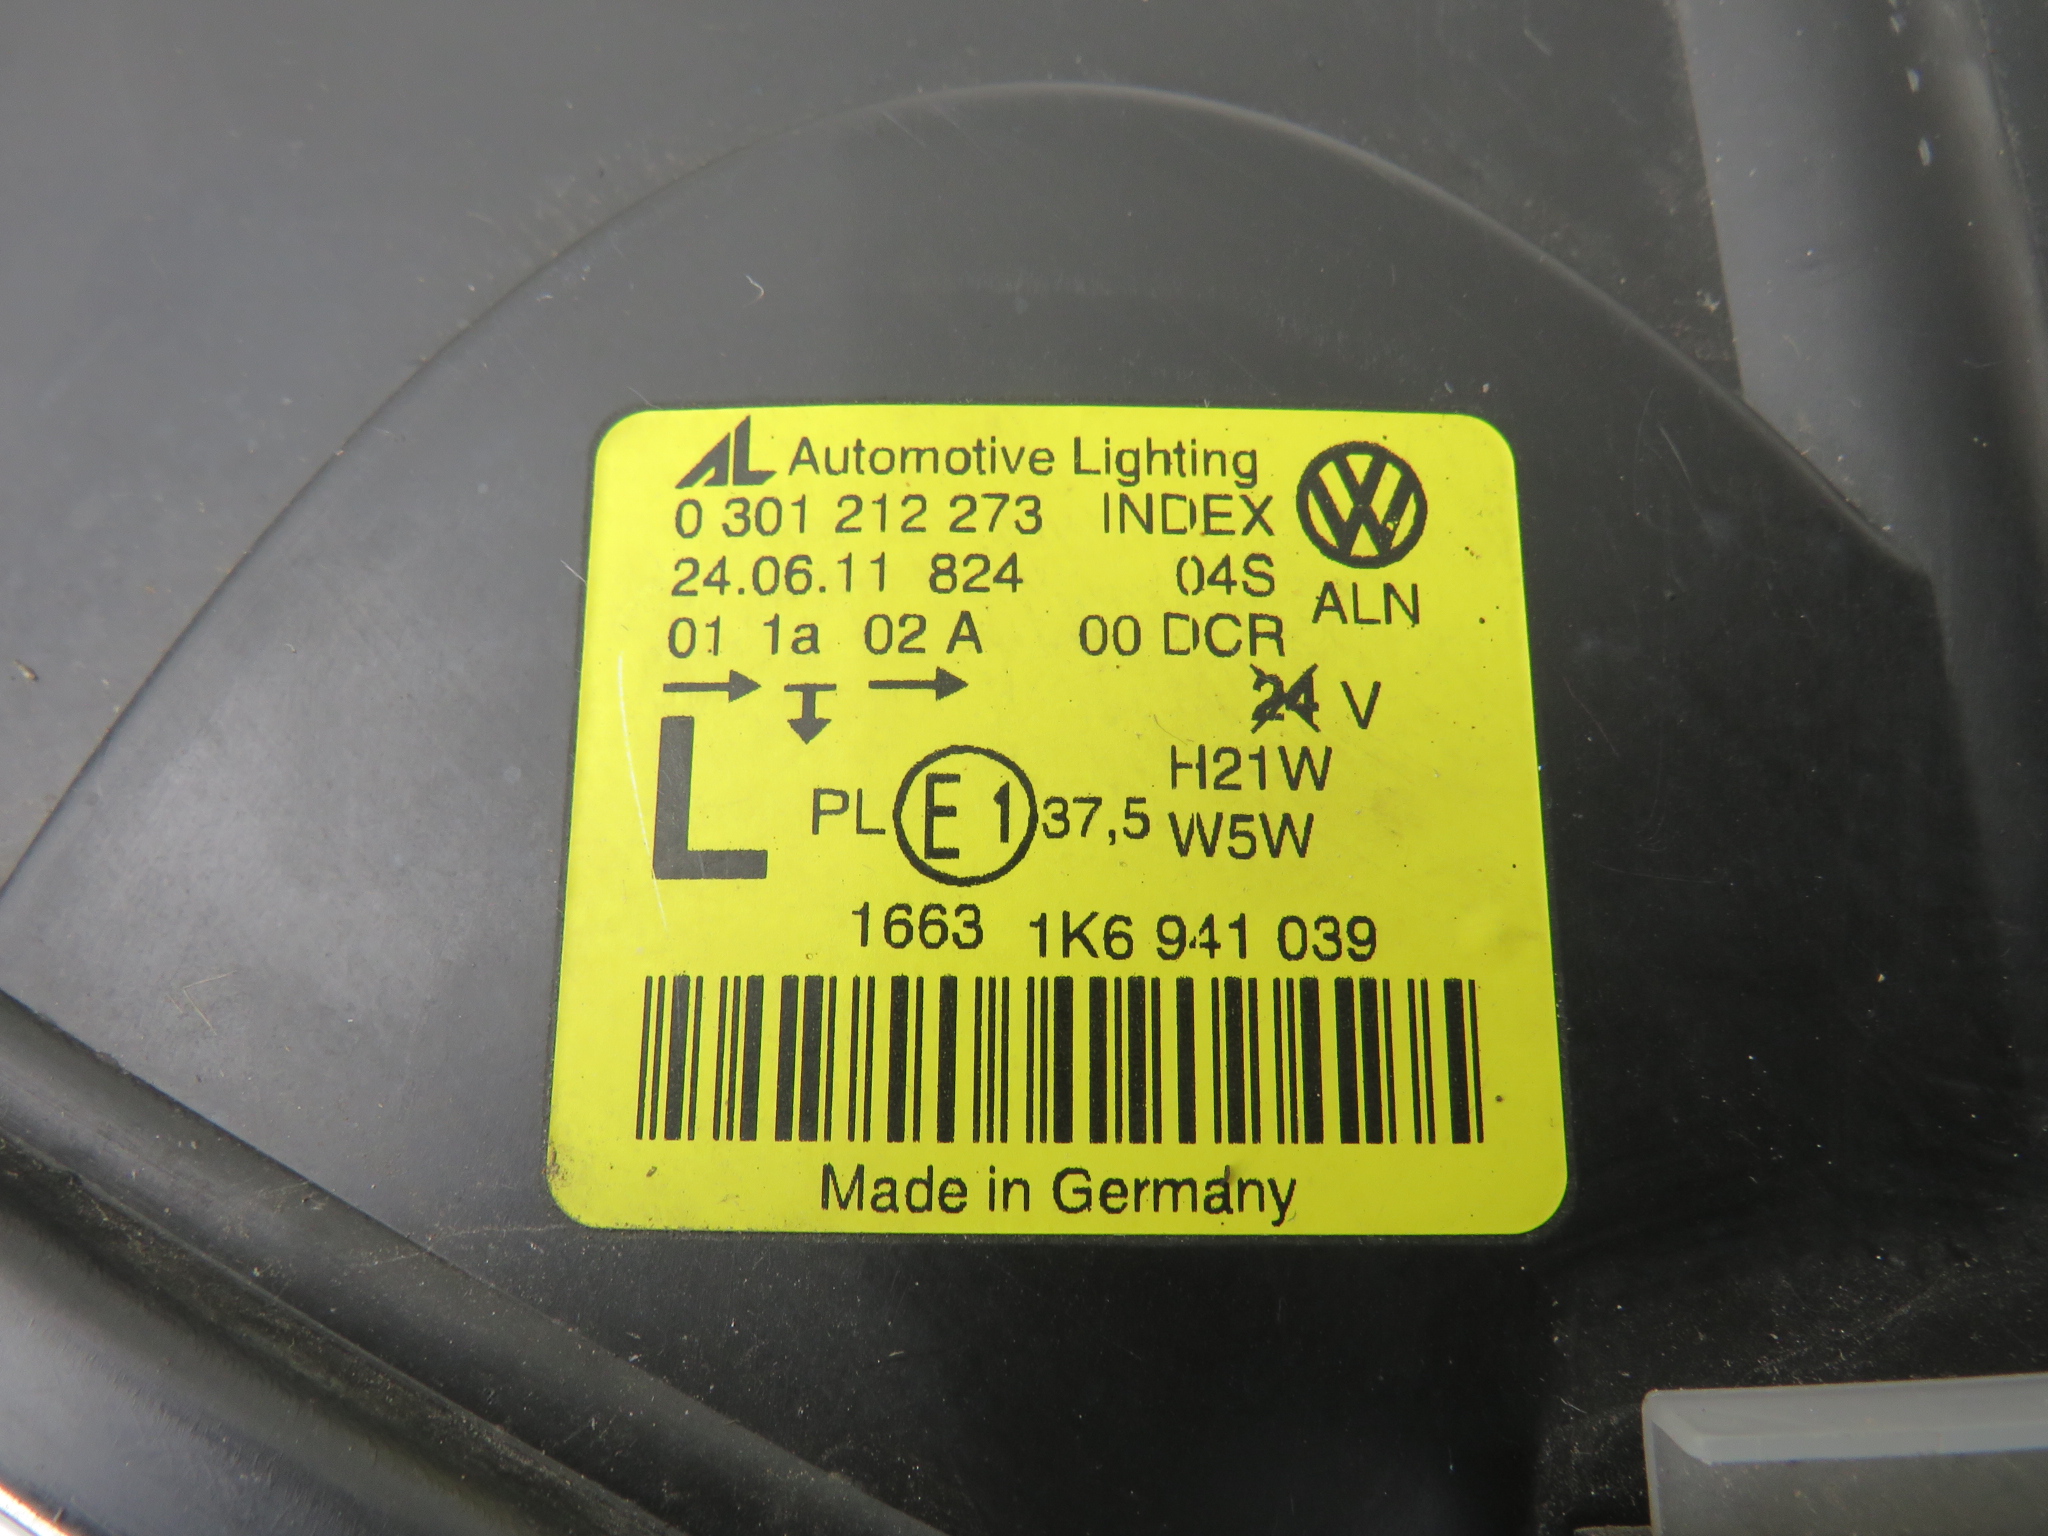 AL Automotive Lighting
0 301 212 273 INDEX
24.06.11 824 04S ALN
01 1a 02 A 00 DCR
24 V
L PL E1 37,5 H21W
W5W
1663 1K6 941 039
Made in Germany